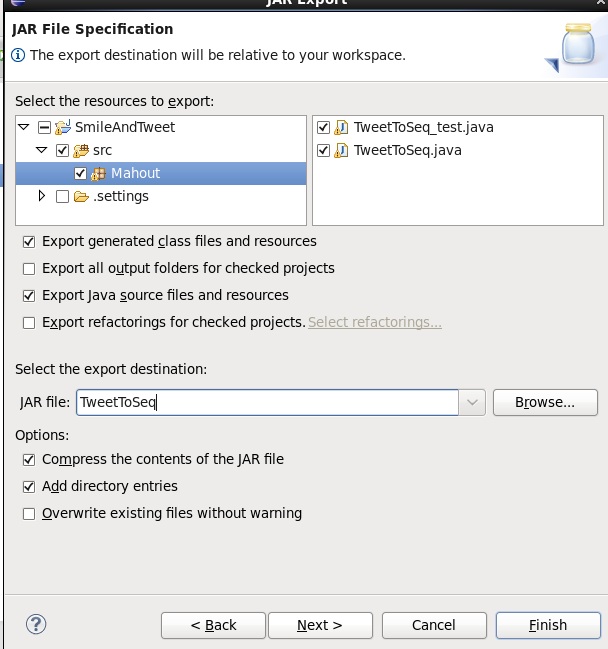 JAR Export
JAR File Specification
The export destination will be relative to your workspace.
Select the resources to export:
SmileAndTweet
src
Mahout
.settings
TweetToSeq_test.java
TweetToSeq.java
Export generated class files and resources
Export all output folders for checked projects
Export Java source files and resources
Export refactorings for checked projects. Select refactorings...
Select the export destination:
JAR file: TweetToSeq Browse...
Options:
Compress the contents of the JAR file
Add directory entries
Overwrite existing files without warning
? < Back Next > Cancel Finish